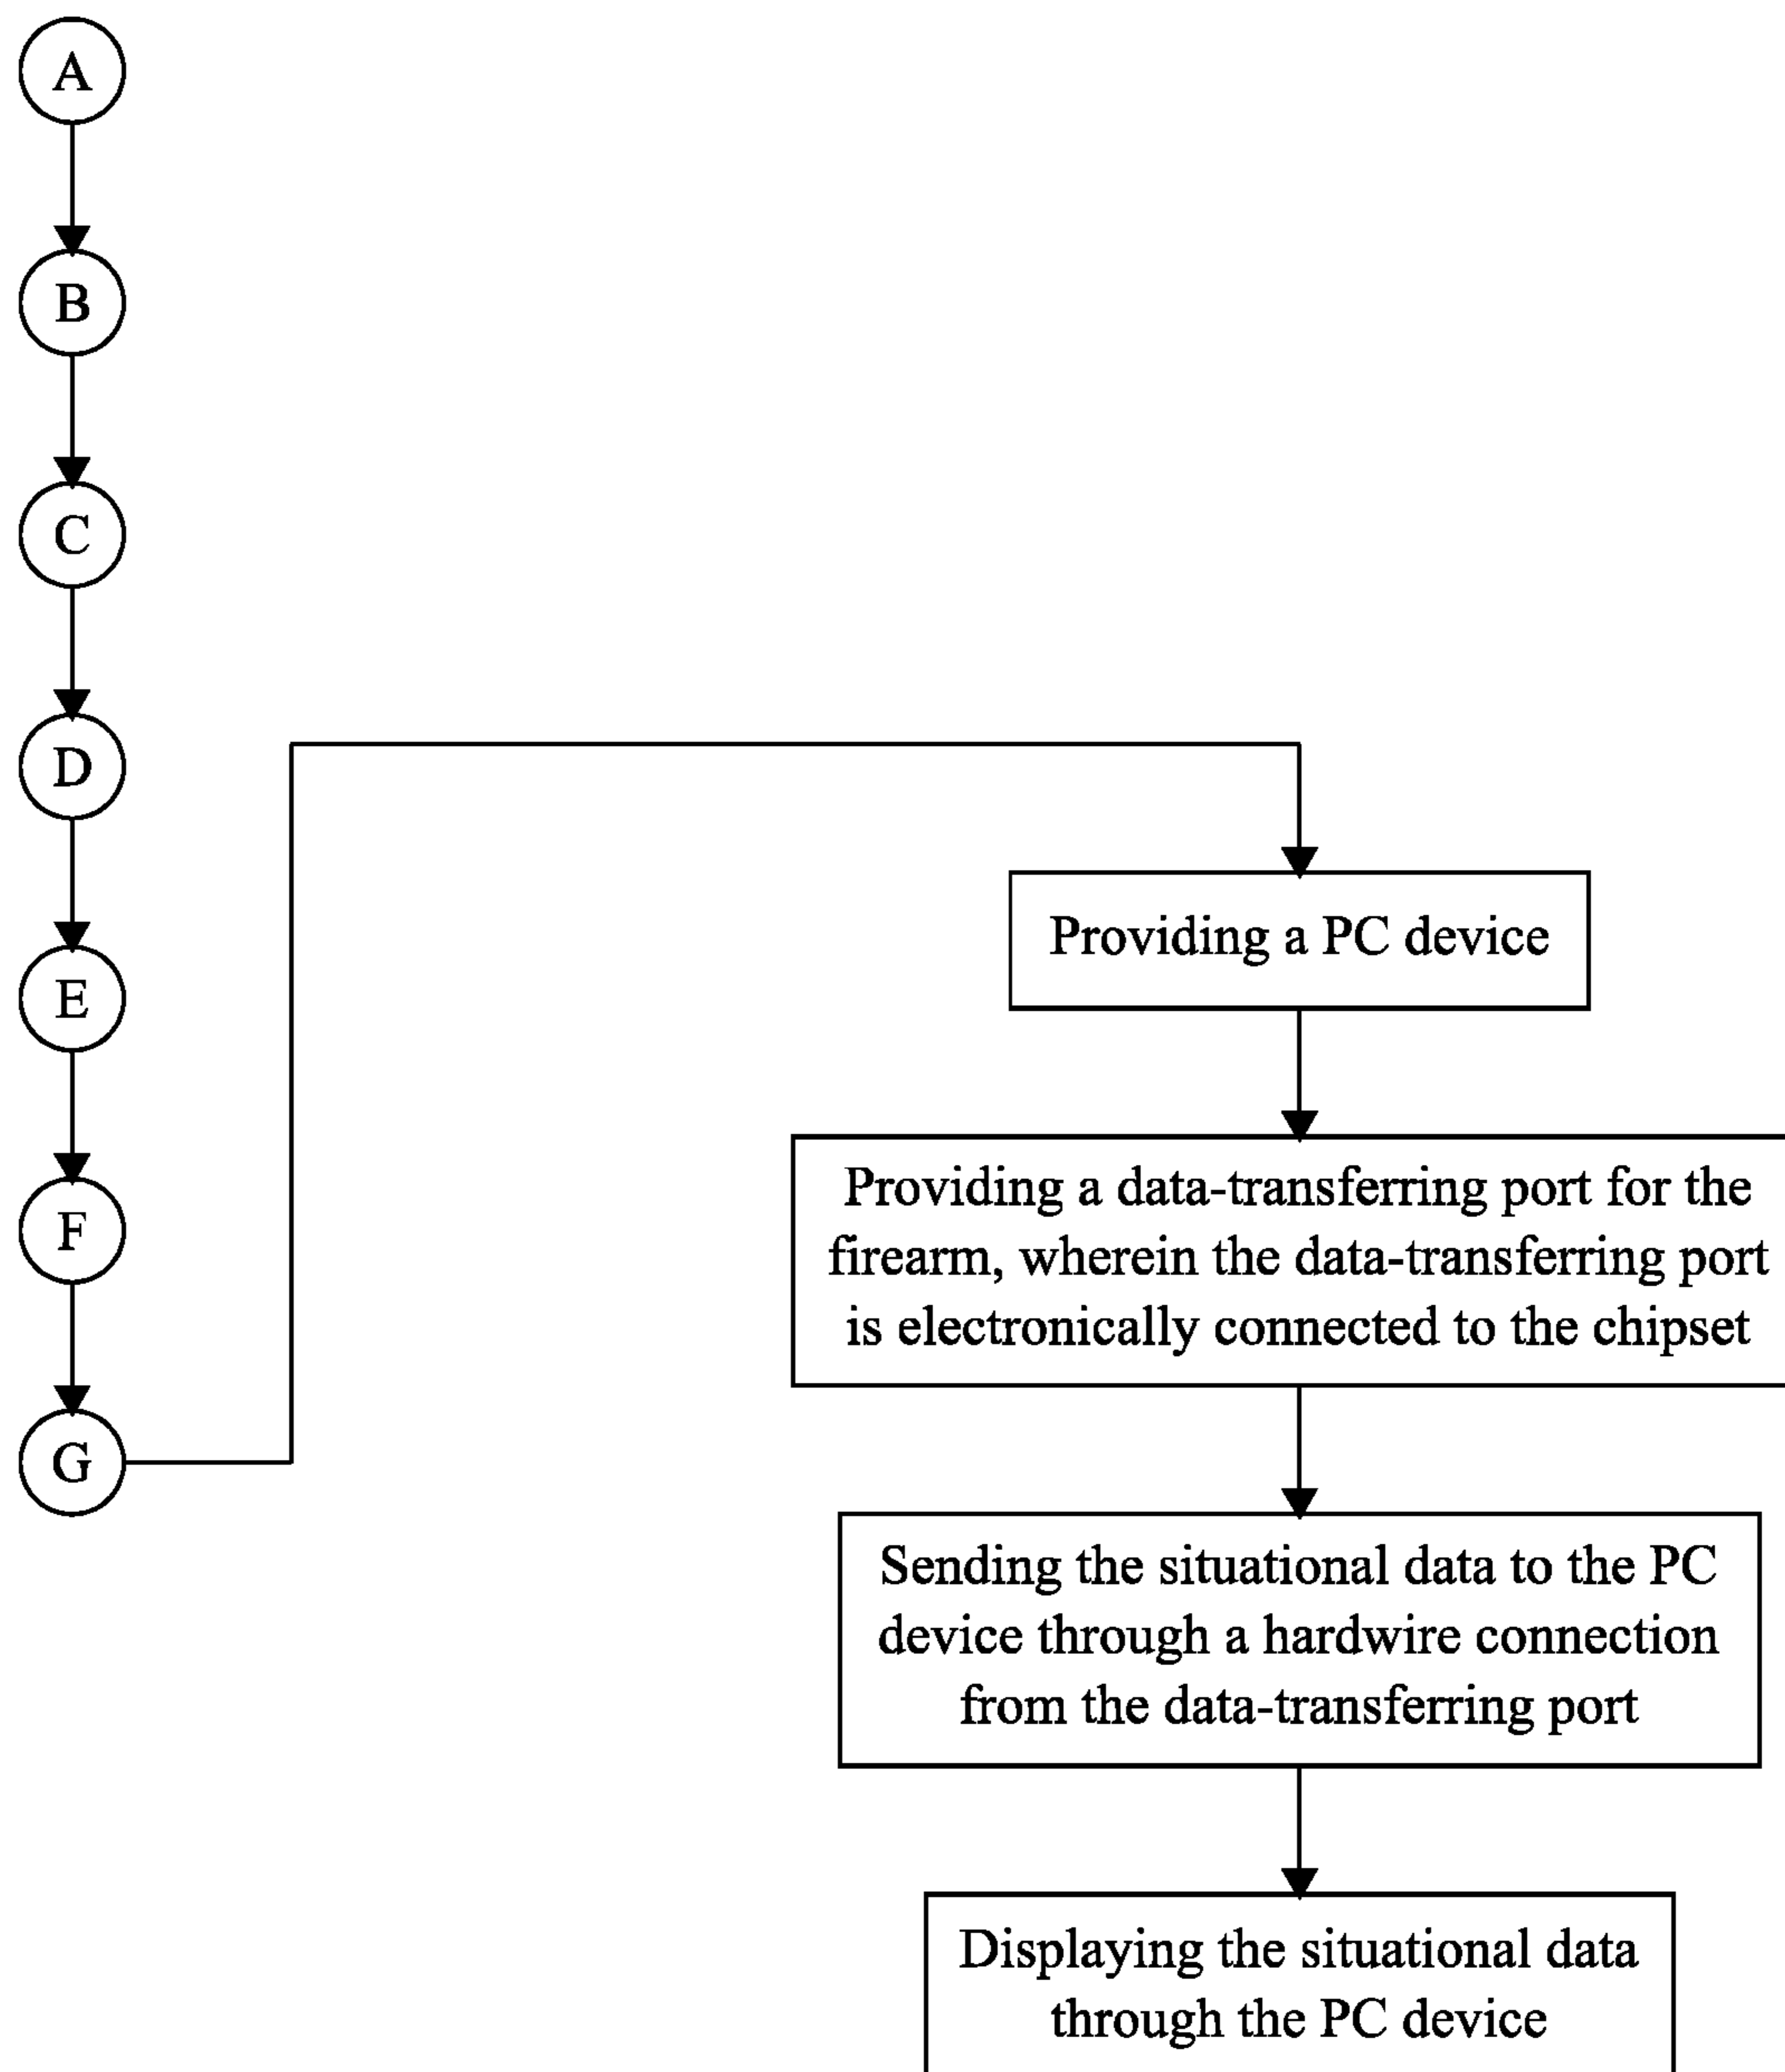 A
B
C
D
E
F
G
Providing a PC device
Providing a data-transferring port for the
firearm, wherein the data-transferring port
is electronically connected to the chipset
Sending the situational data to the PC
device through a hardwire connection
from the data-transferring port
Displaying the situational data
through the PC device